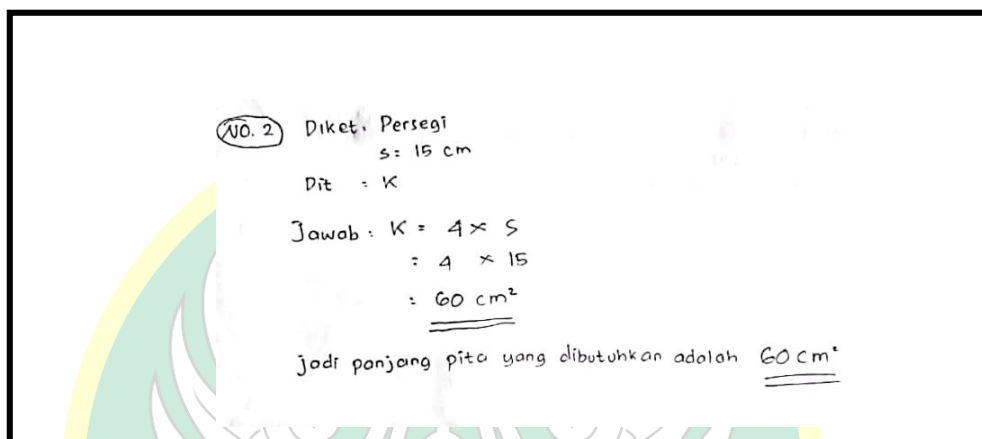 NO. 2 Diket. Persegi
s = 15 cm
Dit : K
Jawab : K = 4 × s
= 4 × 15
= 60 cm²
jadi panjang pita yang dibutuhkan adalah 60 cm²